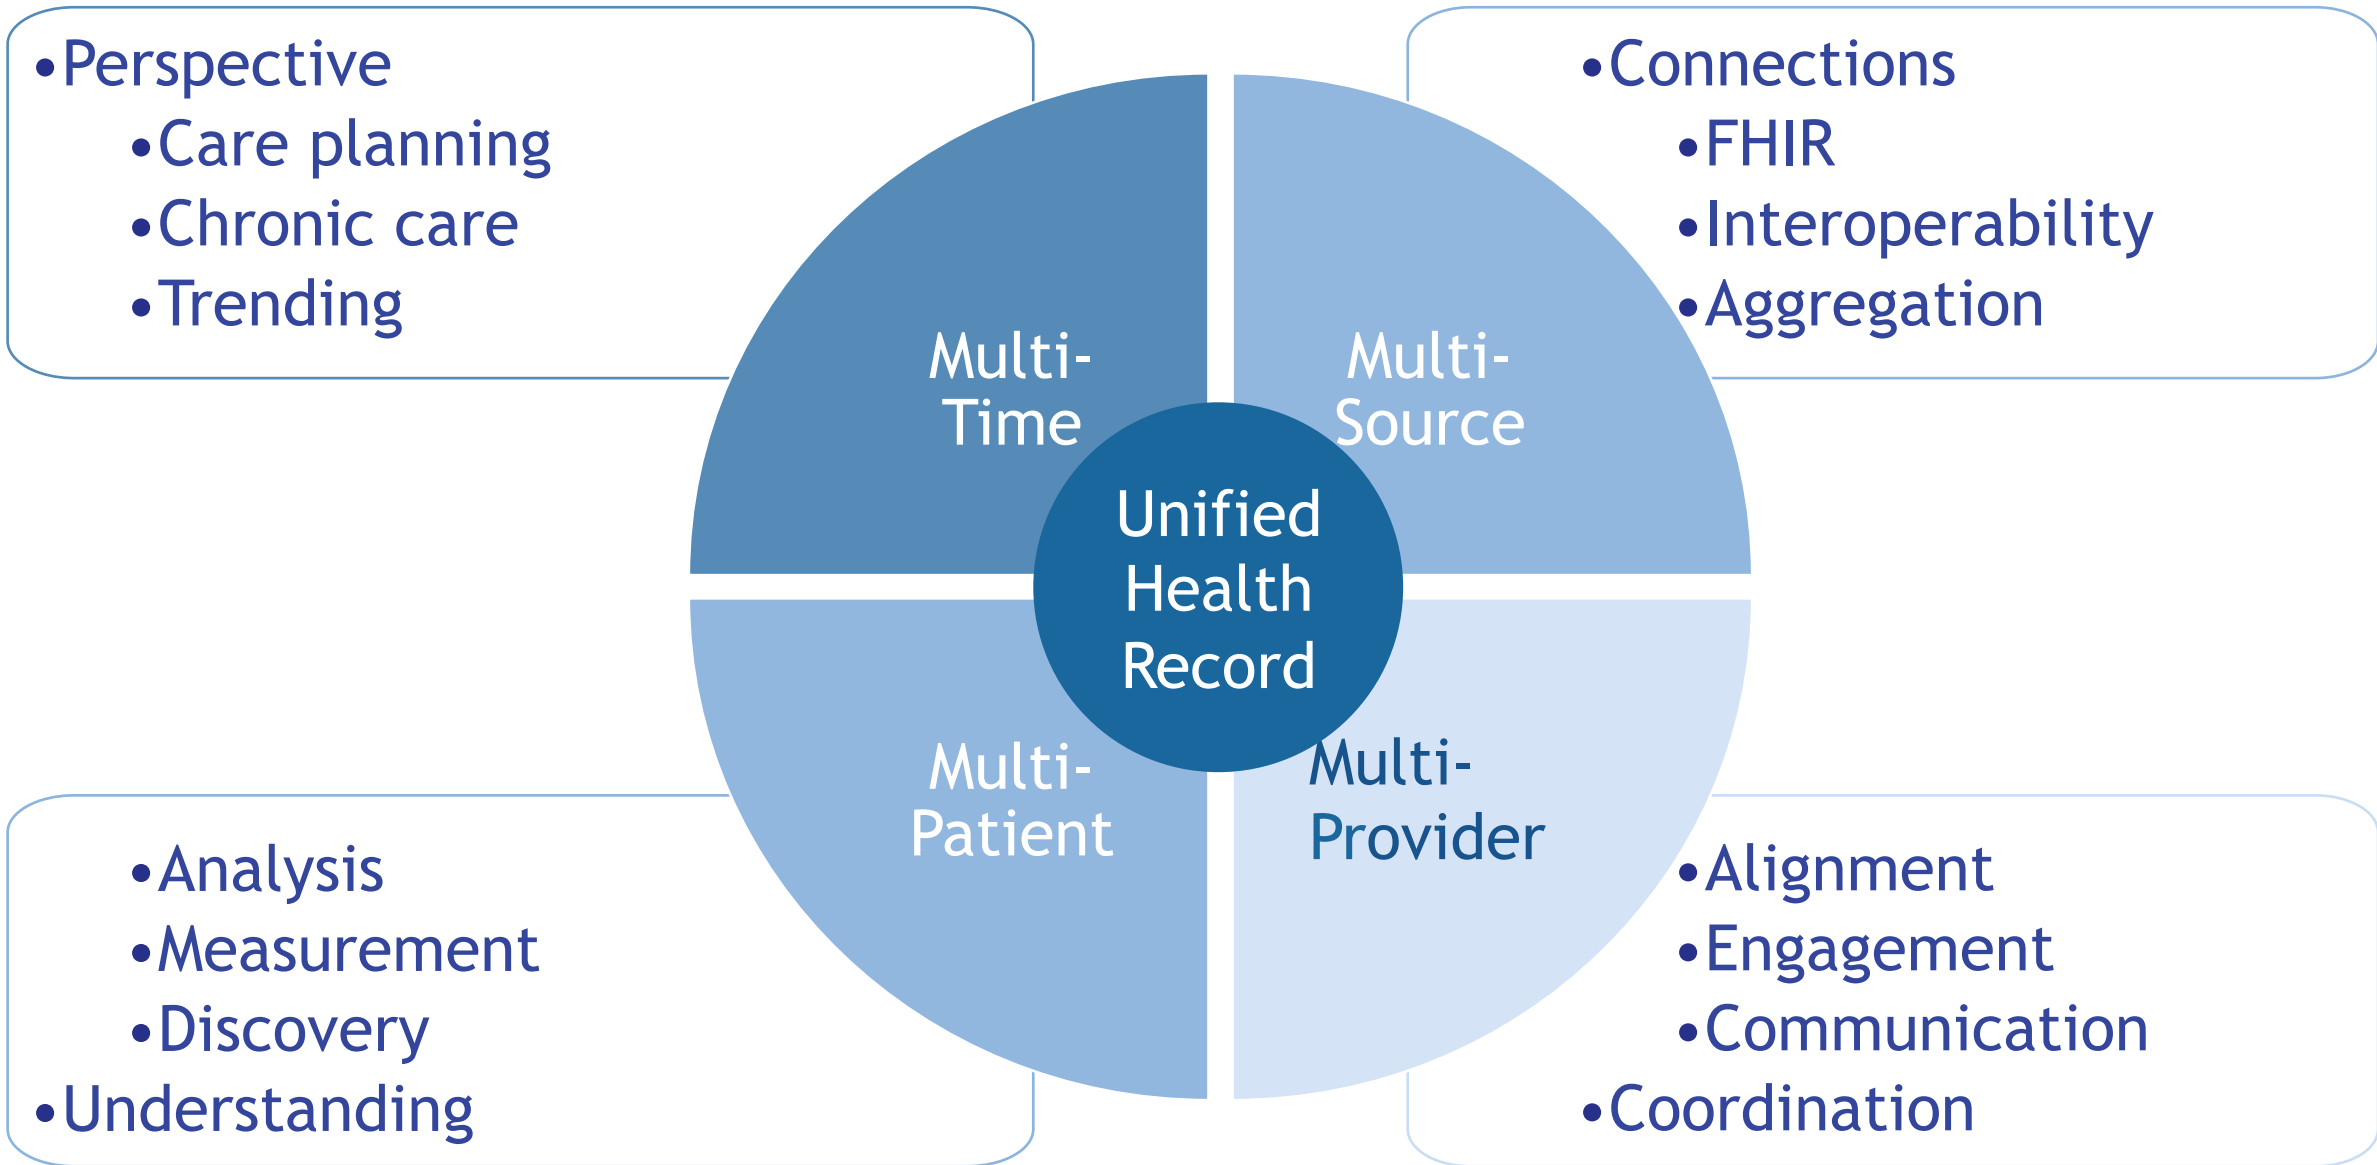 •Perspective
•Care planning
•Chronic care
•Trending
•Connections
•FHIR
•Interoperability
•Aggregation
Multi-
Time
Multi-
Source
Unified
Health
Record
Multi-
Patient
Multi-
Provider
•Analysis
•Measurement
•Discovery
•Understanding
•Alignment
•Engagement
•Communication
•Coordination